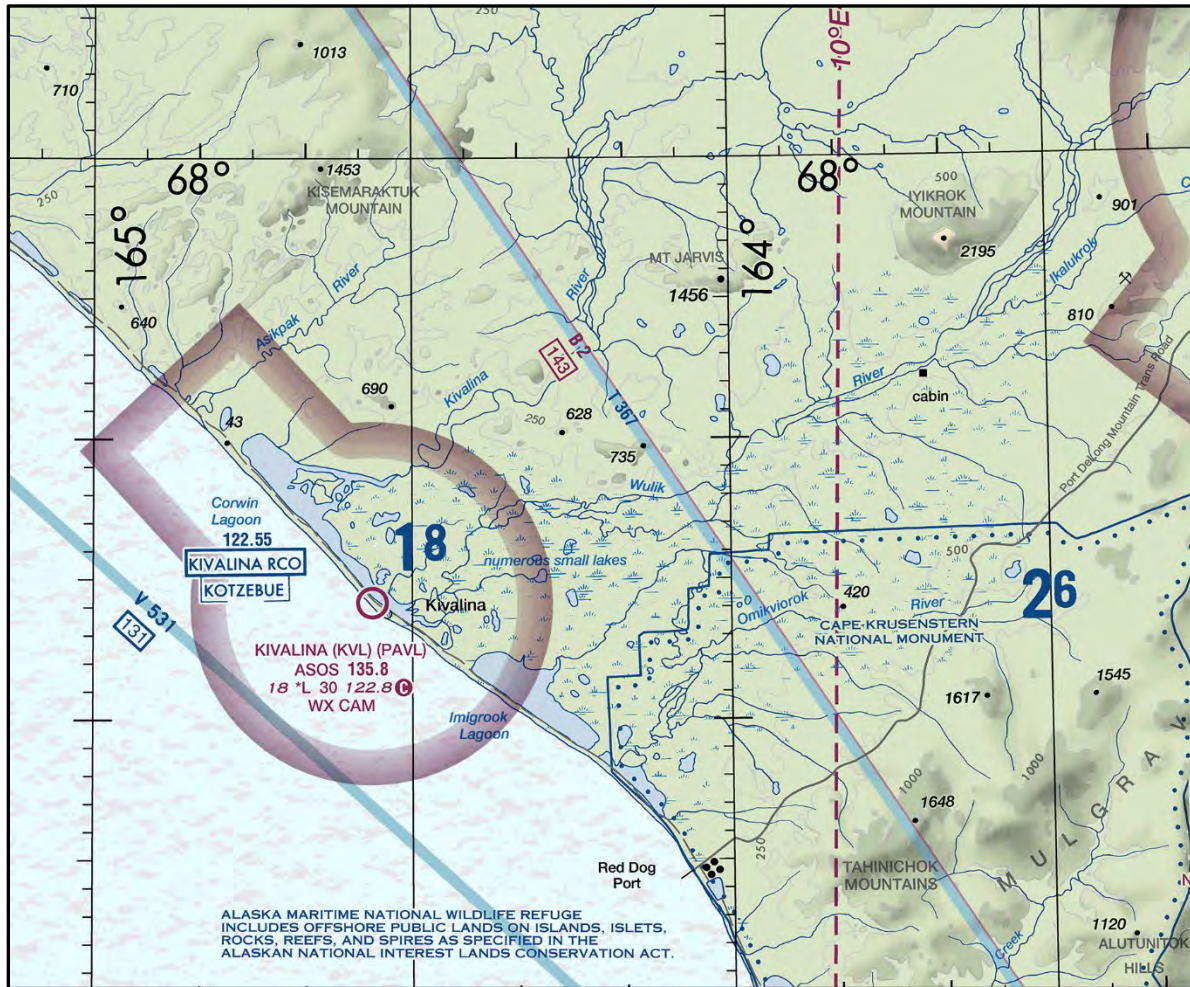 250
1013
710
10°E
1453
KISEMARAKTUK
MOUNTAIN
68°
68°
500
IYIKROK
MOUNTAIN
901
250
165°
River
River
MT JARVIS
1456
164°
2195
Ikalukrok
640
Asikpak
810
B-2
143
690
Kivalina
River
cabin
Port DeLong Mountain Trans Road
T 367
43
250
628
735
Wulik
Corwin
Lagoon
122.55
KIVALINA RCO
KOTZEBUE
18
numerous small lakes
500
Kivalina
Omikviorok
420
River
CAPE KRUSENSTERN
NATIONAL MONUMENT
26
V 531
131
KIVALINA (KVL) (PAVL)
ASOS 135.8
18 *L 30 122.8 C
WX CAM
Imigrook
Lagoon
1617
1545
1000
1000
1648
250
MULGRAV
Red Dog
Port
TAHINICHOK
MOUNTAINS
N
ALASKA MARITIME NATIONAL WILDLIFE REFUGE
INCLUDES OFFSHORE PUBLIC LANDS ON ISLANDS, ISLETS,
ROCKS, REEFS, AND SPIRES AS SPECIFIED IN THE
ALASKAN NATIONAL INTEREST LANDS CONSERVATION ACT.
1120
ALUTUNITOK
HILLS
Creek